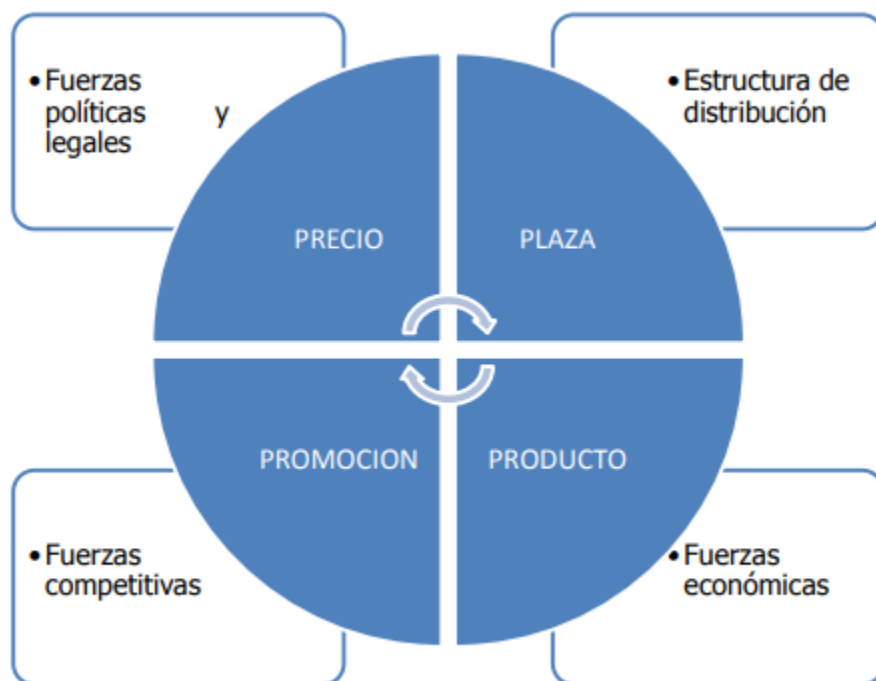 • Fuerzas
políticas y
legales
• Estructura de
distribución
PRECIO
PLAZA
PROMOCION
PRODUCTO
• Fuerzas
competitivas
• Fuerzas
económicas